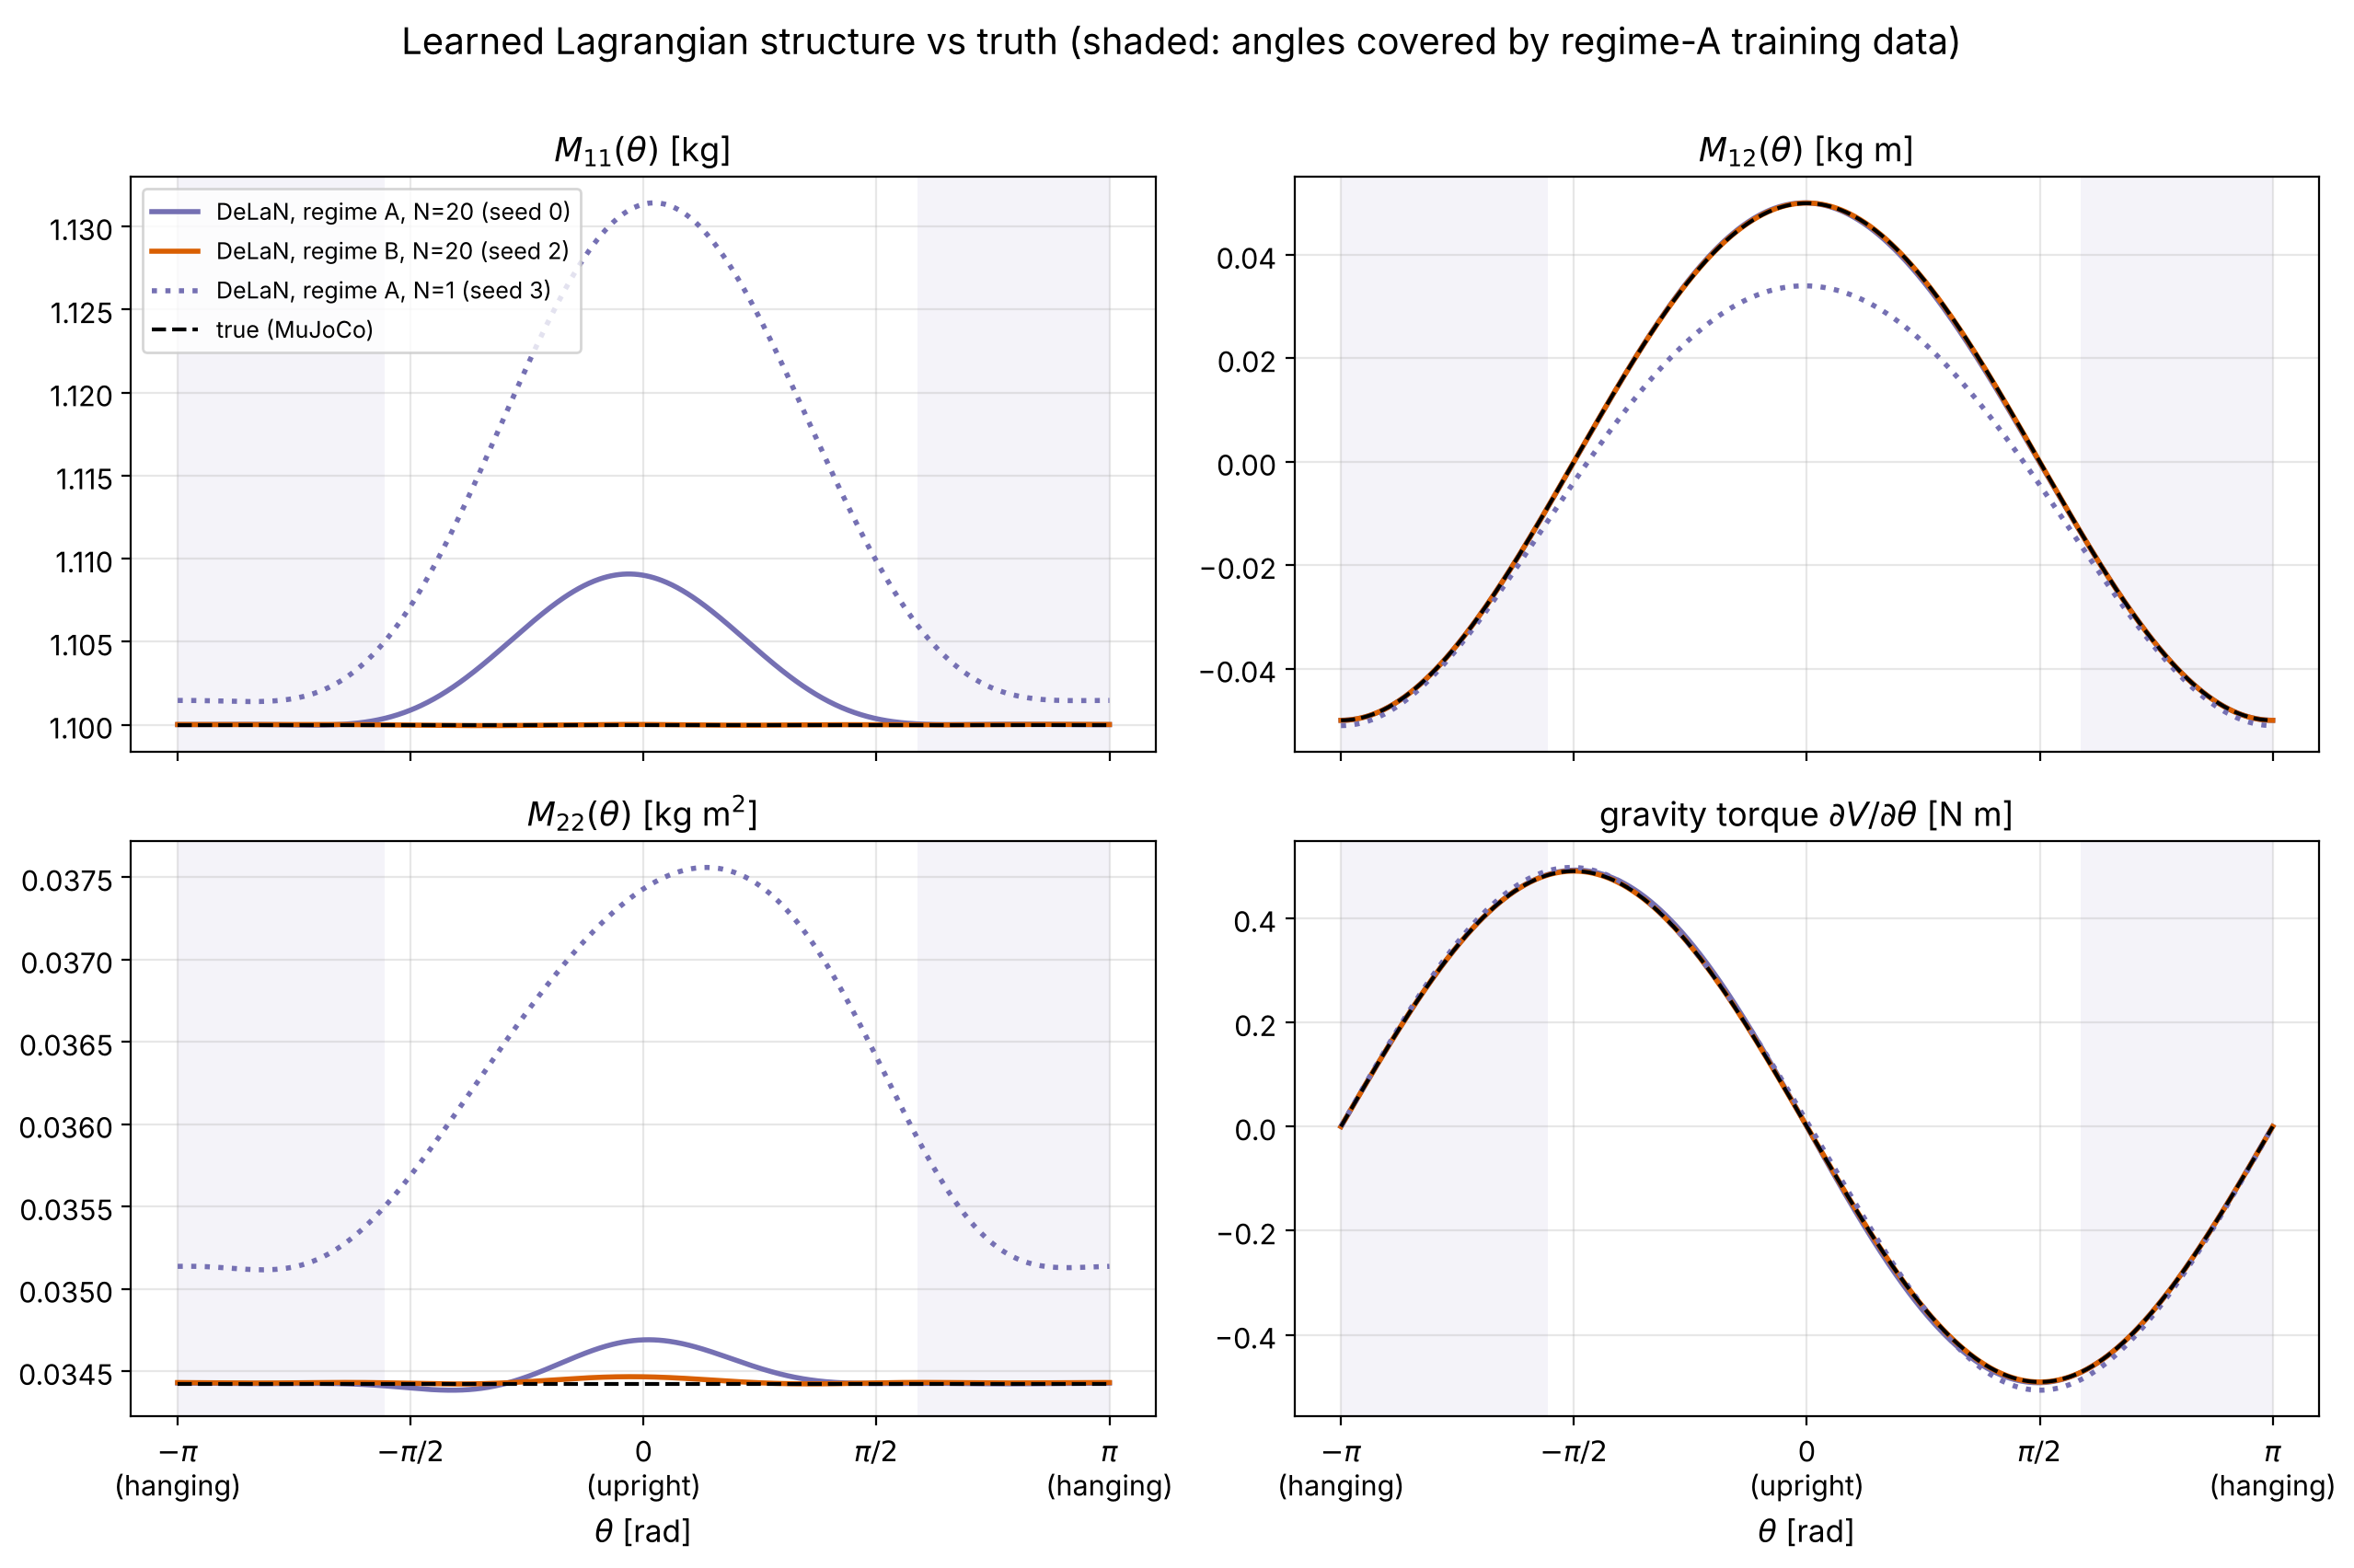 Learned Lagrangian structure vs truth (shaded: angles covered by regime-A training data)
M₁₁(θ) [kg]
1.130
1.125
1.120
1.115
1.110
1.105
1.100
DeLaN, regime A, N=20 (seed 0)
DeLaN, regime B, N=20 (seed 2)
DeLaN, regime A, N=1 (seed 3)
true (MuJoCo)
M₁₂(θ) [kg m]
0.04
0.02
0.00
−0.02
−0.04
M₂₂(θ) [kg m²]
0.0375
0.0370
0.0365
0.0360
0.0355
0.0350
0.0345
−π −π/2 0 π/2 π
(hanging) (upright) (hanging)
θ [rad]
gravity torque ∂V/∂θ [N m]
0.4
0.2
0.0
−0.2
−0.4
−π −π/2 0 π/2 π
(hanging) (upright) (hanging)
θ [rad]